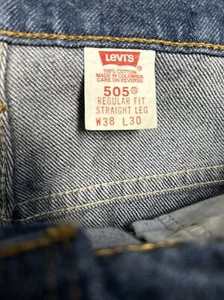 LEVI'S
100% COTTON
MADE IN COLOMBIA
CARE ON REVERSE
505®
REGULAR FIT
STRAIGHT LEG
W38 L30